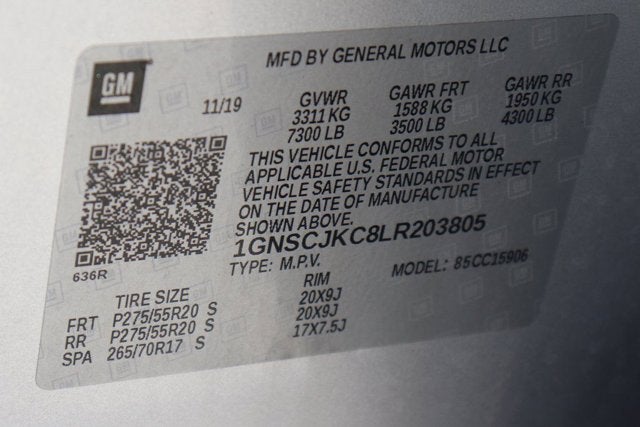 MFD BY GENERAL MOTORS LLC
GM
11/19 GVWR GAWR FRT GAWR RR
3311 KG 1588 KG 1950 KG
7300 LB 3500 LB 4300 LB
THIS VEHICLE CONFORMS TO ALL
APPLICABLE U.S. FEDERAL MOTOR
VEHICLE SAFETY STANDARDS IN EFFECT
ON THE DATE OF MANUFACTURE
SHOWN ABOVE.
1GNSCJKC8LR203805
636R
TYPE: M.P.V. MODEL: 85CC15906
TIRE SIZE RIM
FRT P275/55R20 S 20X9J
RR P275/55R20 S 20X9J
SPA 265/70R17 S 17X7.5J